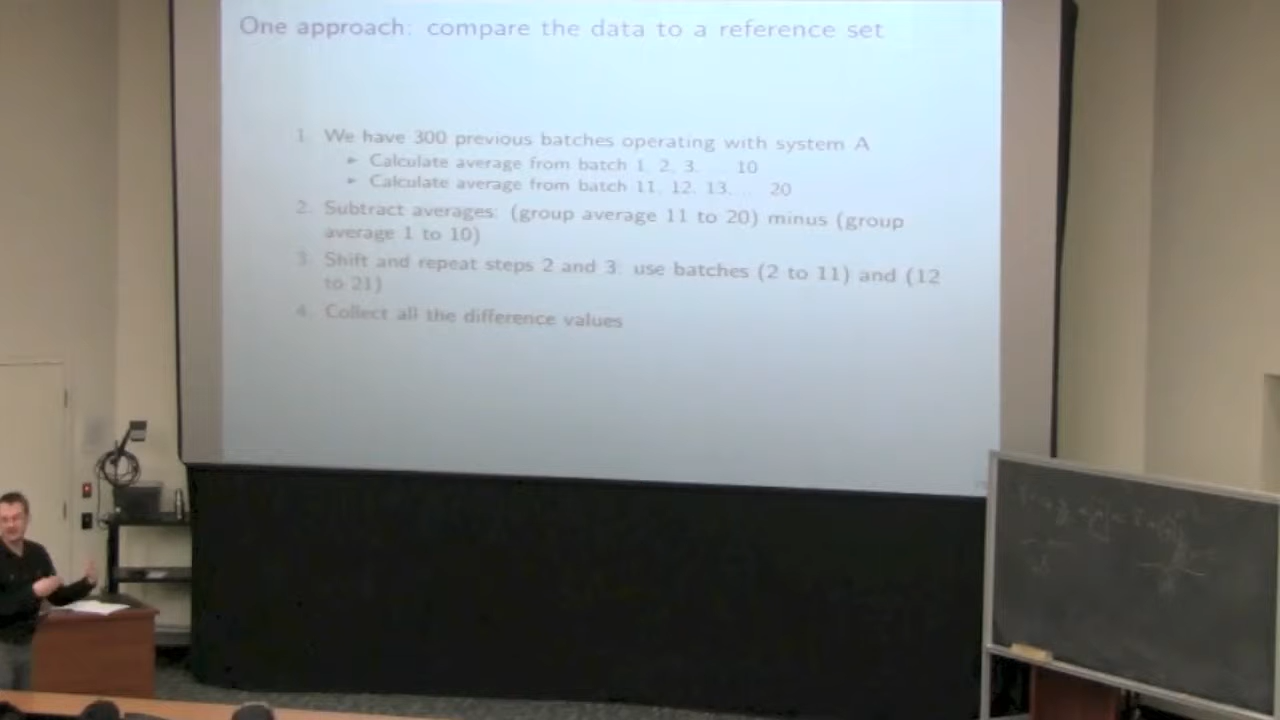 One approach: compare the data to a reference set
1. We have 300 previous batches operating with system A
► Calculate average from batch 1, 2, 3, ... 10
► Calculate average from batch 11, 12, 13, ... 20
2. Subtract averages: (group average 11 to 20) minus (group
average 1 to 10)
3. Shift and repeat steps 2 and 3: use batches (2 to 11) and (12
to 21)
4. Collect all the difference values